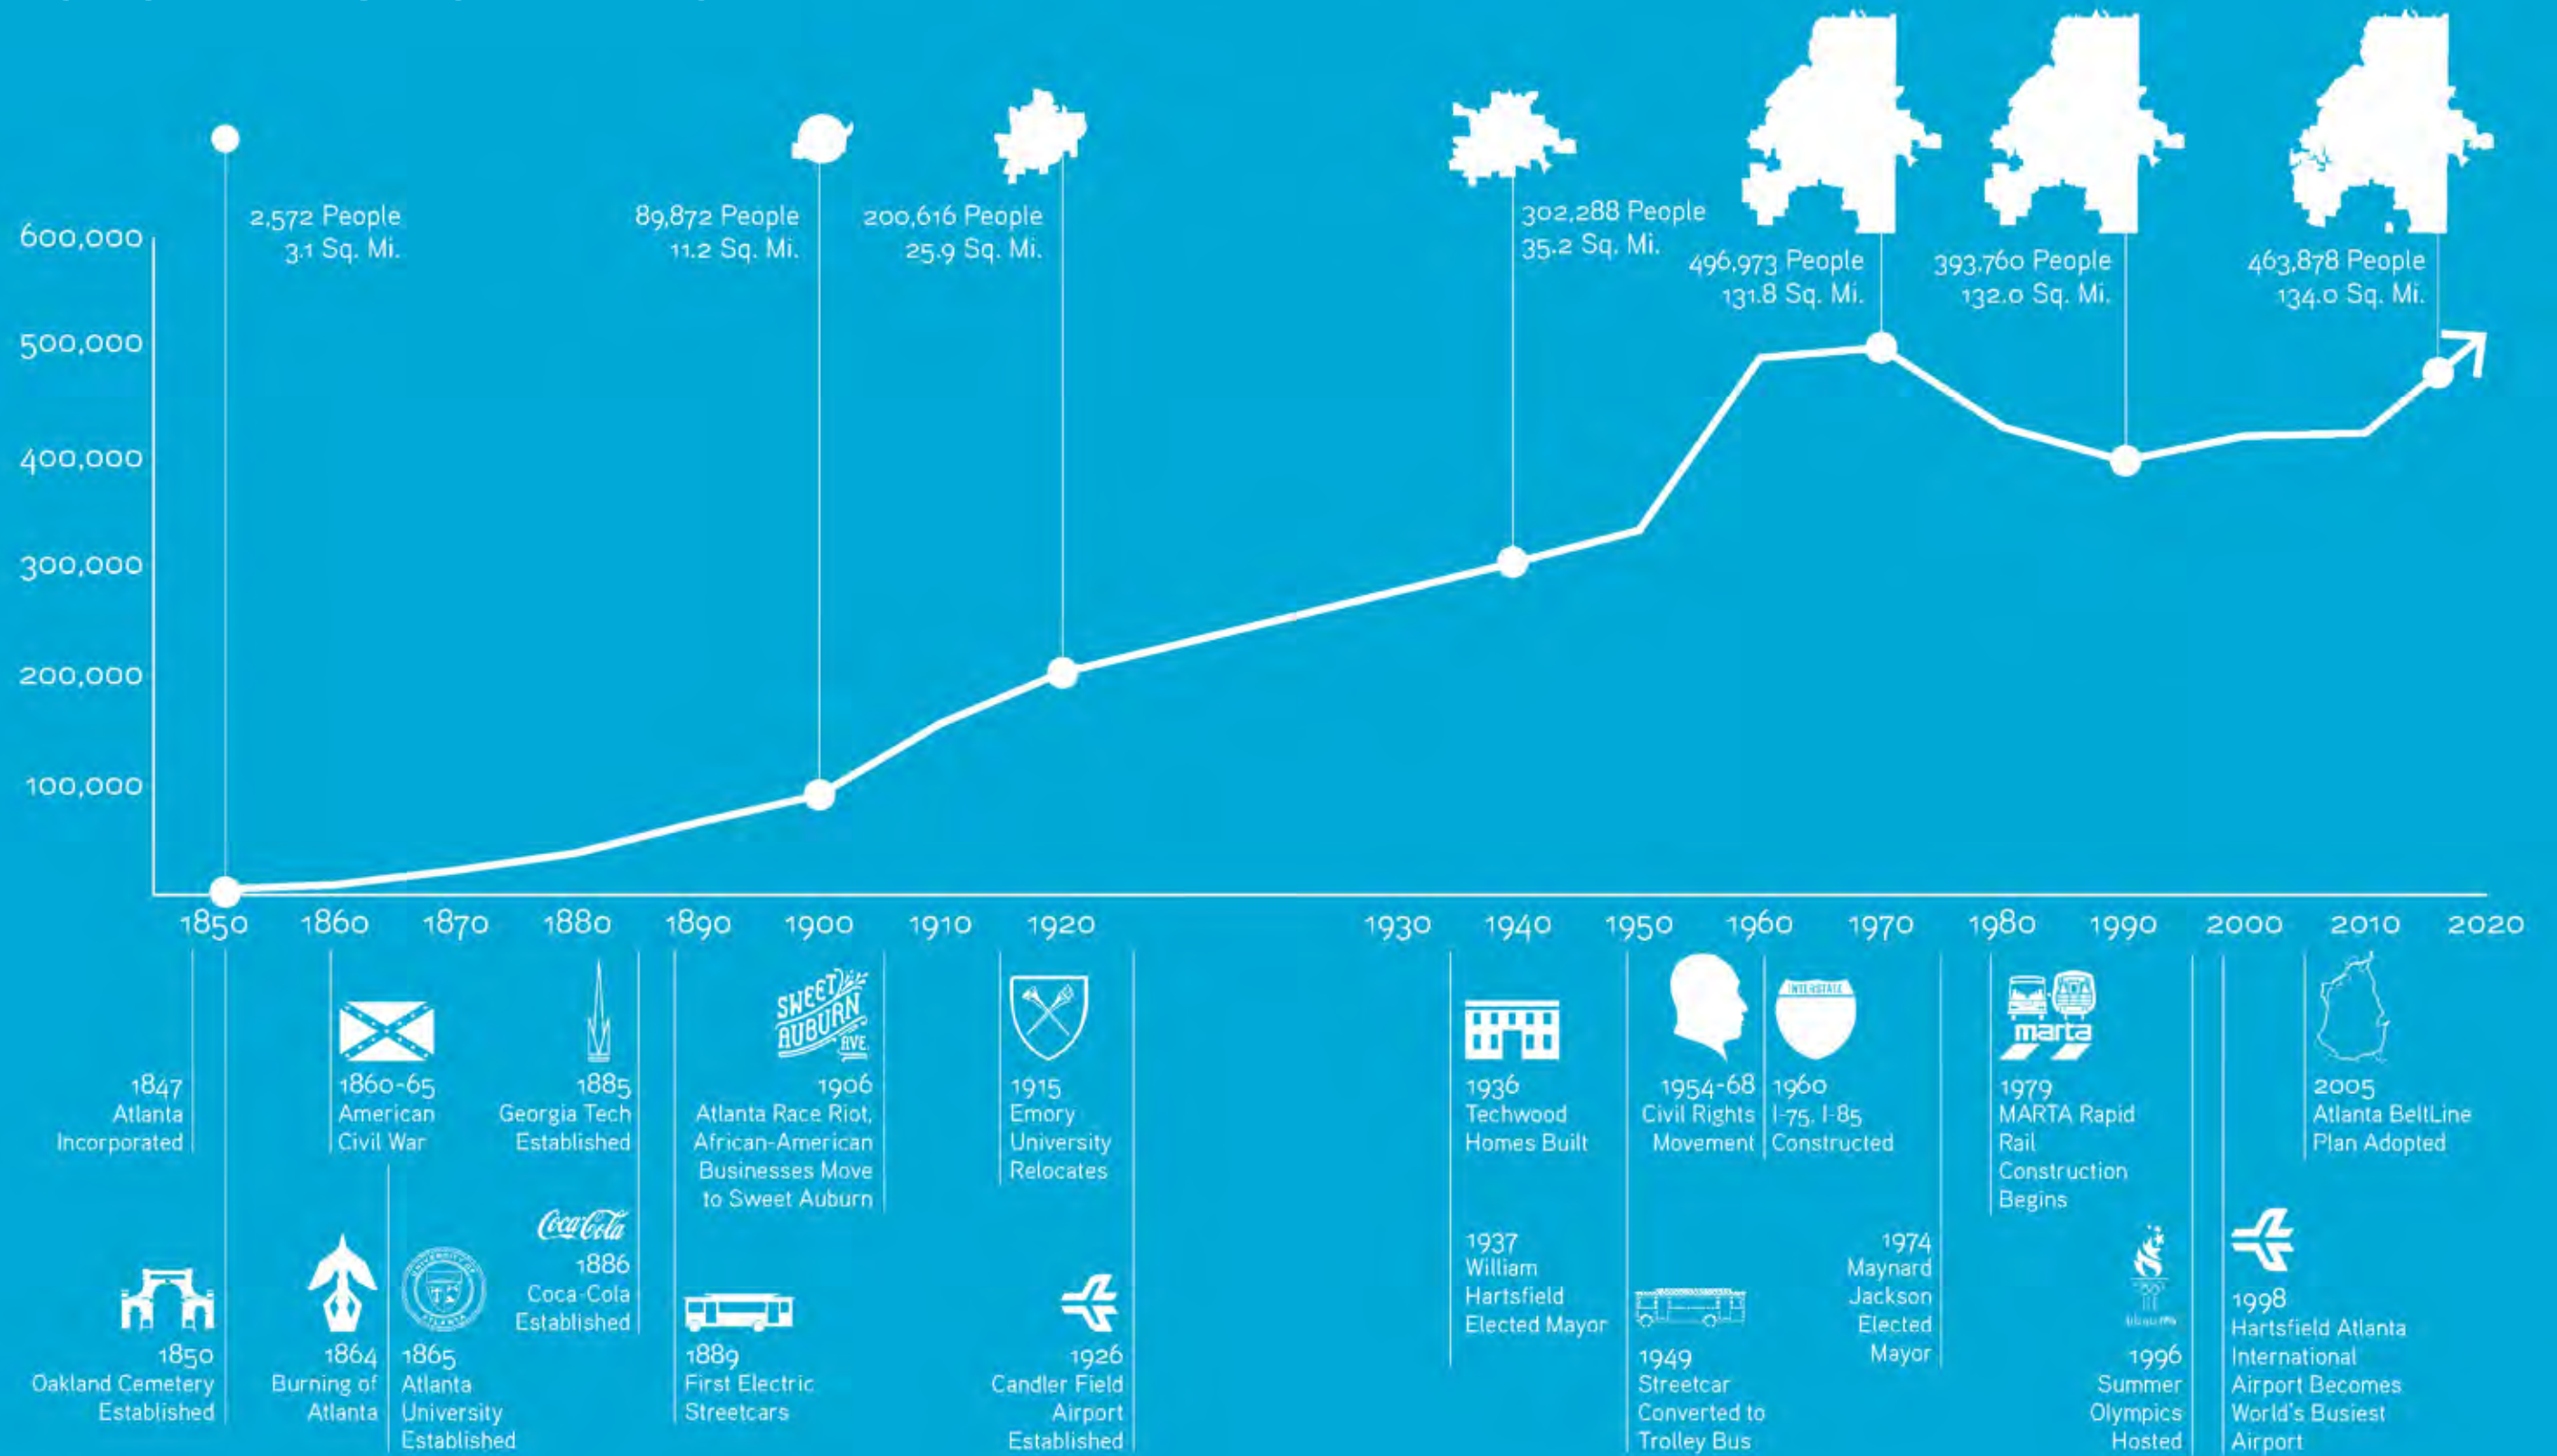 2,572 People
3.1 Sq. Mi.
89,872 People
11.2 Sq. Mi.
200,616 People
25.9 Sq. Mi.
302,288 People
35.2 Sq. Mi.
496,973 People
131.8 Sq. Mi.
393,760 People
132.0 Sq. Mi.
463,878 People
134.0 Sq. Mi.
600,000
500,000
400,000
300,000
200,000
100,000
1850 1860 1870 1880 1890 1900 1910 1920 1930 1940 1950 1960 1970 1980 1990 2000 2010 2020
1847
Atlanta
Incorporated
1850
Oakland Cemetery
Established
1860-65
American
Civil War
1864
Burning of
Atlanta
UNIVERSITY OF
ATLANTA
1865
Atlanta
University
Established
1885
Georgia Tech
Established
Coca-Cola
1886
Coca-Cola
Established
1889
First Electric
Streetcars
SWEET
AUBURN
AVE.
1906
Atlanta Race Riot,
African-American
Businesses Move
to Sweet Auburn
1915
Emory
University
Relocates
1926
Candler Field
Airport
Established
1936
Techwood
Homes Built
1937
William
Hartsfield
Elected Mayor
1949
Streetcar
Converted to
Trolley Bus
1954-68
Civil Rights
Movement
INTERSTATE
1960
I-75, I-85
Constructed
1974
Maynard
Jackson
Elected
Mayor
marta
1979
MARTA Rapid
Rail
Construction
Begins
1996
Summer
Olympics
Hosted
1998
Hartsfield Atlanta
International
Airport Becomes
World's Busiest
Airport
2005
Atlanta BeltLine
Plan Adopted